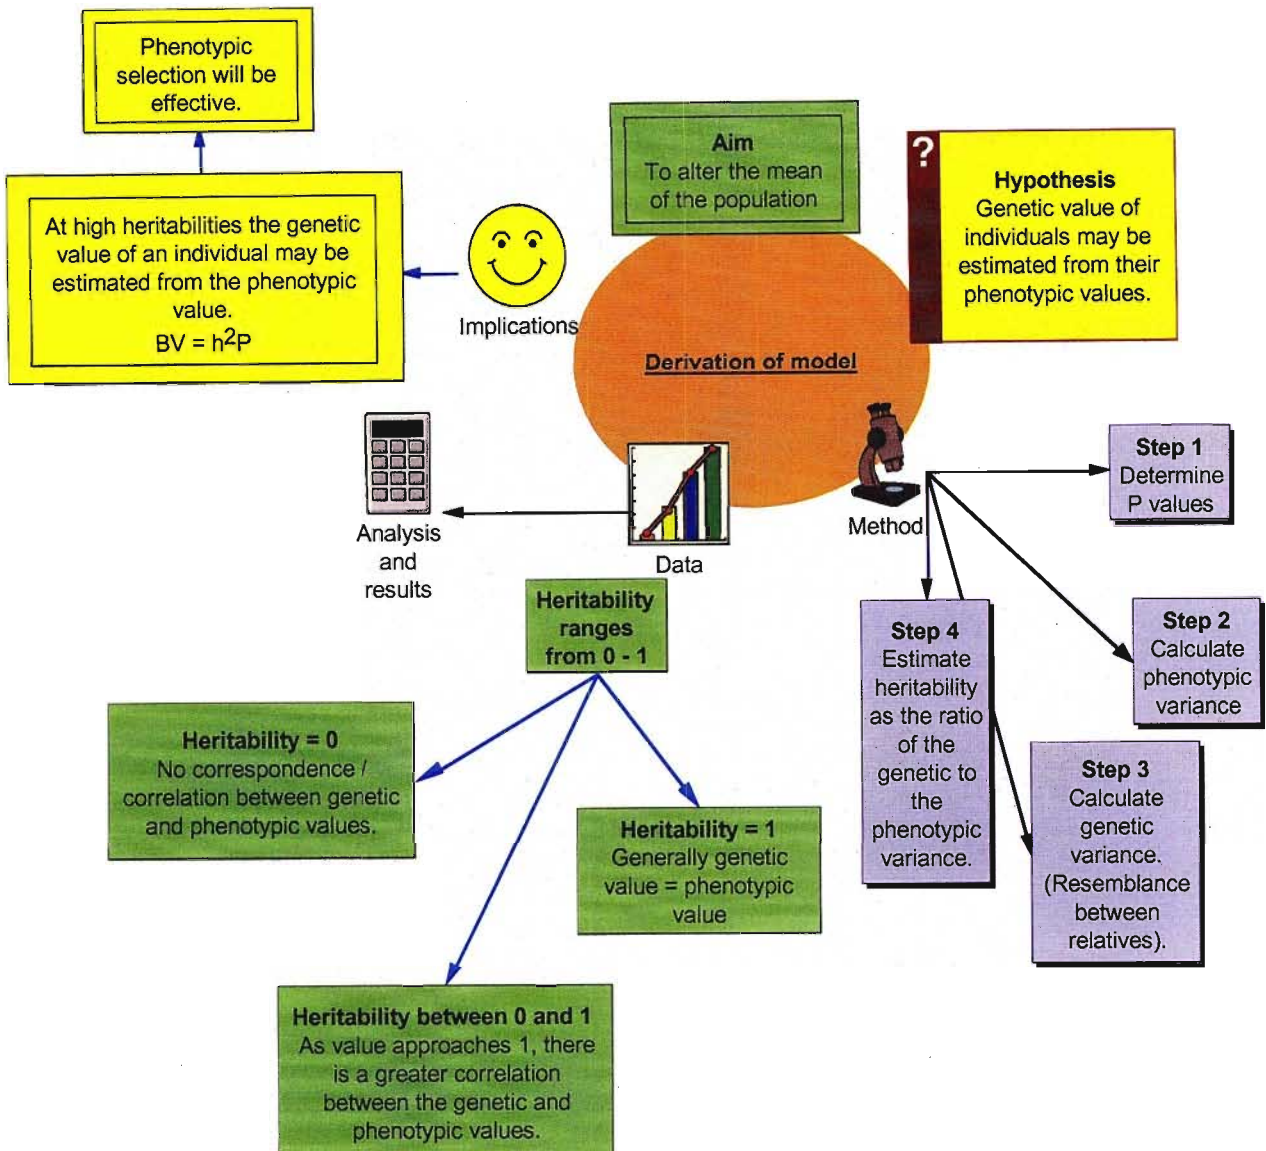 Phenotypic
selection will be
effective.
At high heritabilities the genetic
value of an individual may be
estimated from the phenotypic
value.
BV = h²P
Implications
Aim
To alter the mean
of the population
?
Hypothesis
Genetic value of
individuals may be
estimated from their
phenotypic values.
Derivation of model
Analysis
and
results
Data
Method
Step 1
Determine
P values
Step 2
Calculate
phenotypic
variance
Step 3
Calculate
genetic
variance.
(Resemblance
between
relatives).
Step 4
Estimate
heritability
as the ratio
of the
genetic to
the
phenotypic
variance.
Heritability
ranges
from 0 - 1
Heritability = 0
No correspondence /
correlation between genetic
and phenotypic values.
Heritability = 1
Generally genetic
value = phenotypic
value
Heritability between 0 and 1
As value approaches 1, there
is a greater correlation
between the genetic and
phenotypic values.